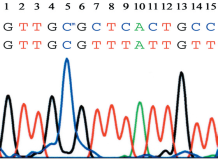 1 2 3 4 5 6 7 8 9 10 11 12 13 14 15
G T T G C* G C T C A C T G C C
G T T G C G T T T A T T G T T